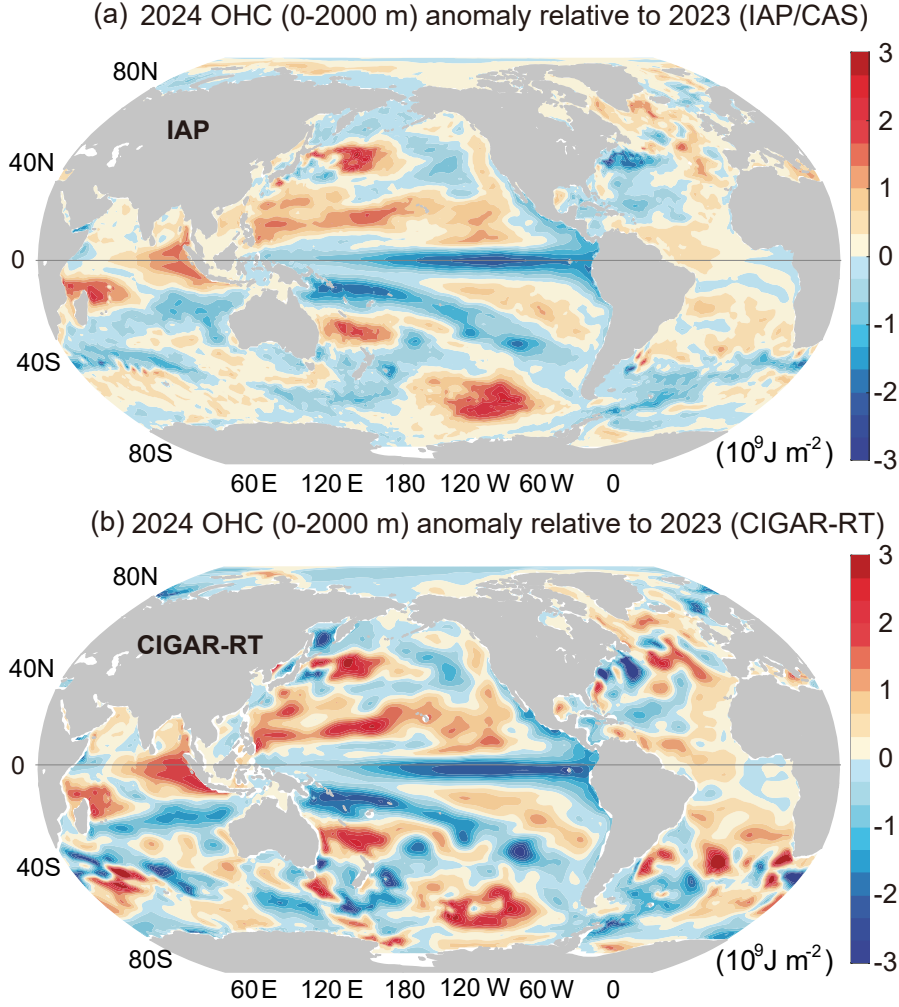 (a) 2024 OHC (0-2000 m) anomaly relative to 2023 (IAP/CAS)
80N
IAP
40N
0
40S
80S
60E 120 E 180 120 W 60W 0
3
2
1
0
-1
-2
-3
(10⁹J m⁻²)
(b) 2024 OHC (0-2000 m) anomaly relative to 2023 (CIGAR-RT)
80N
CIGAR-RT
40N
0
40S
80S
60E 120 E 180 120 W 60W 0
3
2
1
0
-1
-2
-3
(10⁹J m⁻²)